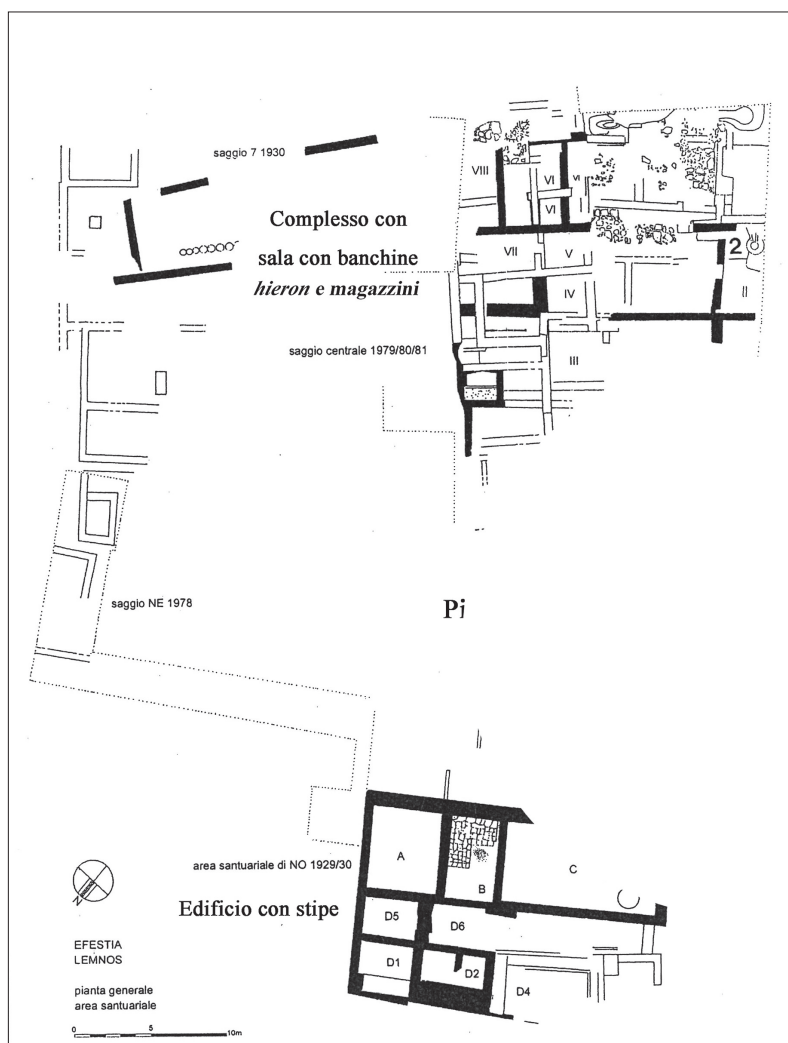 saggio 7 1930
Complesso con
sala con banchine
hieron e magazzini
VIII
VI
VI
VI
I
VII
V
2
IV
II
saggio centrale 1979/80/81
III
saggio NE 1978
Pi
area santuariale di NO 1929/30
A
B
C
Edificio con stipe
D5
D6
D1
D2
D4
N
EFESTIA
LEMNOS
pianta generale
area santuariale
0 5 10m